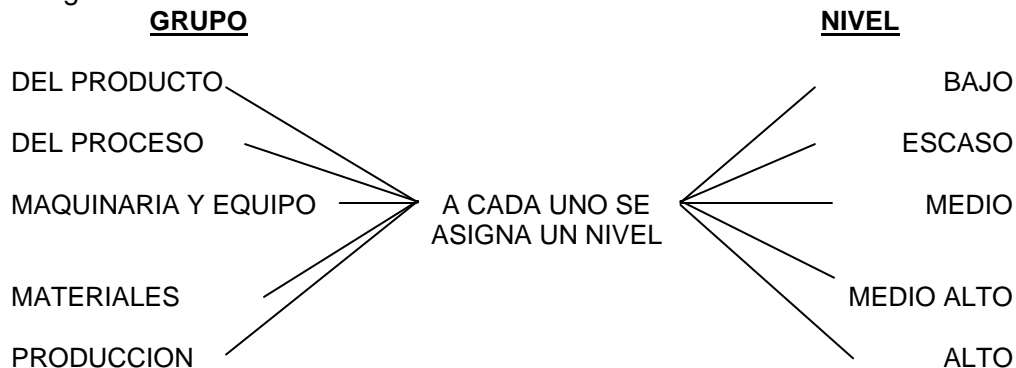 GRUPO NIVEL
DEL PRODUCTO BAJO
DEL PROCESO ESCASO
MAQUINARIA Y EQUIPO A CADA UNO SE MEDIO
ASIGNA UN NIVEL
MATERIALES MEDIO ALTO
PRODUCCION ALTO